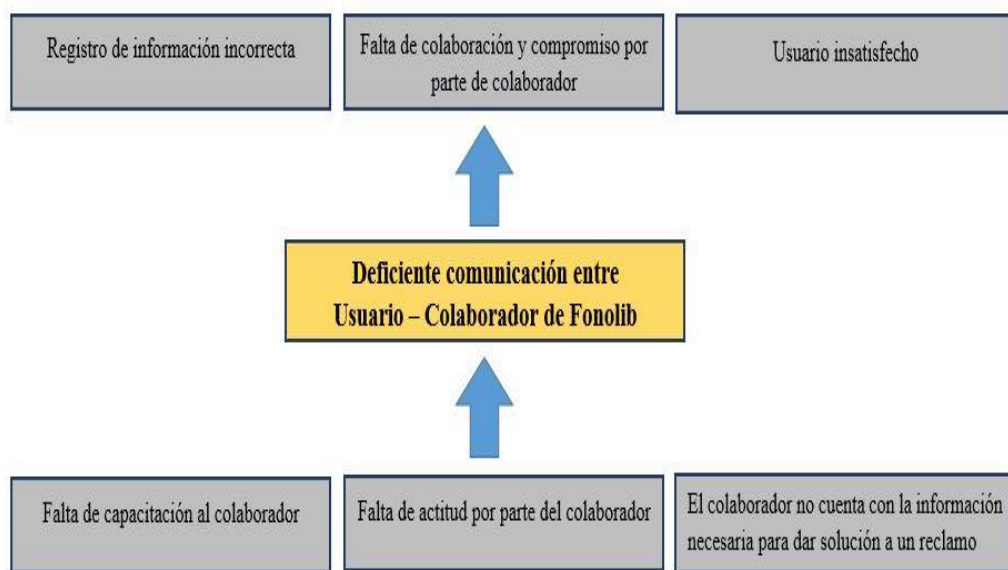 Registro de información incorrecta
Falta de colaboración y compromiso por
parte de colaborador
Usuario insatisfecho
Deficiente comunicación entre
Usuario – Colaborador de Fonolib
Falta de capacitación al colaborador
Falta de actitud por parte del colaborador
El colaborador no cuenta con la información
necesaria para dar solución a un reclamo